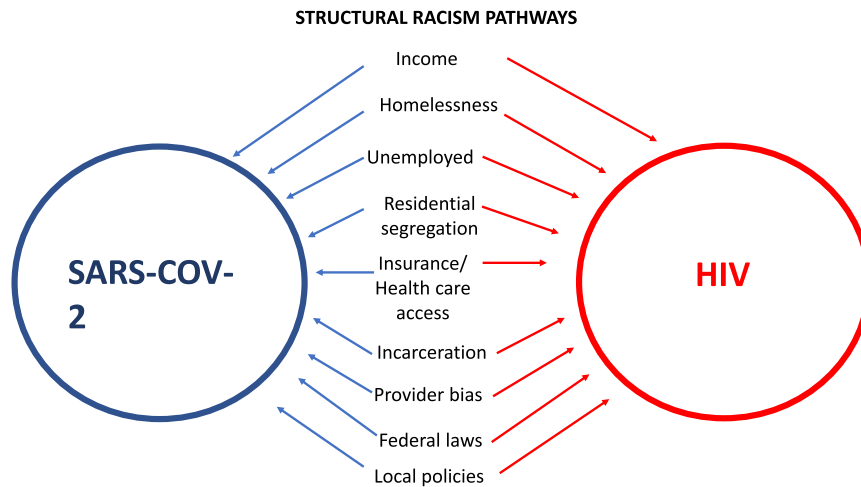 STRUCTURAL RACISM PATHWAYS
Income
Homelessness
Unemployed
Residential
segregation
Insurance/
Health care
access
Incarceration
Provider bias
Federal laws
Local policies
SARS-COV-
2
HIV